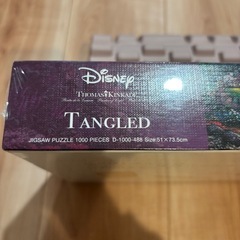 Disney
THOMAS KINKADE
TANGLED
JIGSAW PUZZLE 1000 PIECES D-1000-488 Size:51×73.5cm